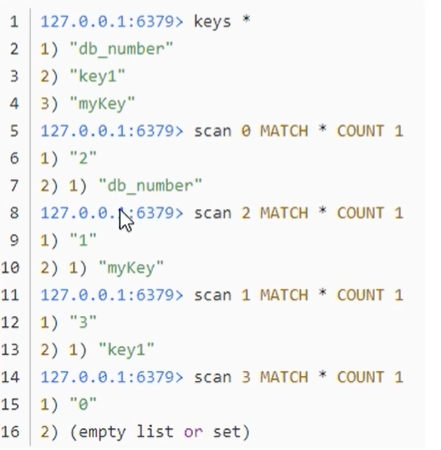 1 127.0.0.1:6379> keys *
2 1) "db_number"
3 2) "key1"
4 3) "myKey"
5 127.0.0.1:6379> scan 0 MATCH * COUNT 1
6 1) "2"
7 2) 1) "db_number"
8 127.0.0.1:6379> scan 2 MATCH * COUNT 1
9 1) "1"
10 2) 1) "myKey"
11 127.0.0.1:6379> scan 1 MATCH * COUNT 1
12 1) "3"
13 2) 1) "key1"
14 127.0.0.1:6379> scan 3 MATCH * COUNT 1
15 1) "0"
16 2) (empty list or set)